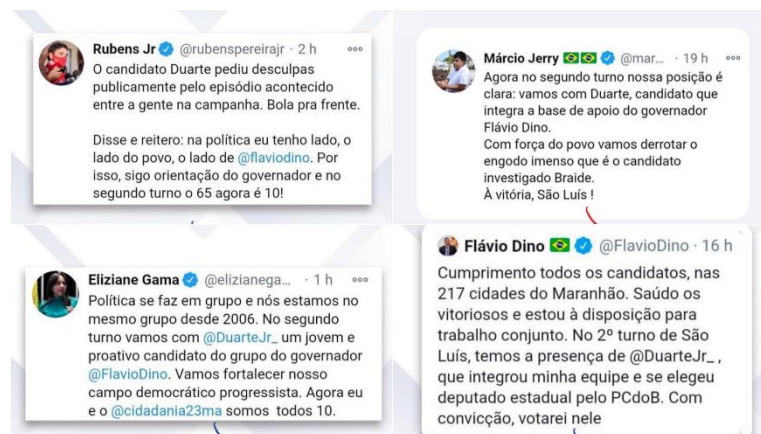 Rubens Jr @rubenspereirajr · 2 h
O candidato Duarte pediu desculpas
publicamente pelo episódio acontecido
entre a gente na campanha. Bola pra frente.
Disse e reitero: na política eu tenho lado, o
lado do povo, o lado de @flaviodino. Por
isso, sigo orientação do governador e no
segundo turno o 65 agora é 10!
Márcio Jerry @mar... · 19 h
Agora no segundo turno nossa posição é
clara: vamos com Duarte, candidato que
integra a base de apoio do governador
Flávio Dino.
Com força do povo vamos derrotar o
engodo imenso que é o candidato
investigado Braide.
À vitória, São Luís !
Eliziane Gama @elizianega... · 1 h
Política se faz em grupo e nós estamos no
mesmo grupo desde 2006. No segundo
turno vamos com @DuarteJr_ um jovem e
proativo candidato do grupo do governador
@FlavioDino. Vamos fortalecer nosso
campo democrático progressista. Agora eu
e o @cidadania23ma somos todos 10.
Flávio Dino @FlavioDino · 16 h
Cumprimento todos os candidatos, nas
217 cidades do Maranhão. Saúdo os
vitoriosos e estou à disposição para
trabalho conjunto. No 2º turno de São
Luís, temos a presença de @DuarteJr_ ,
que integrou minha equipe e se elegeu
deputado estadual pelo PCdoB. Com
convicção, votarei nele